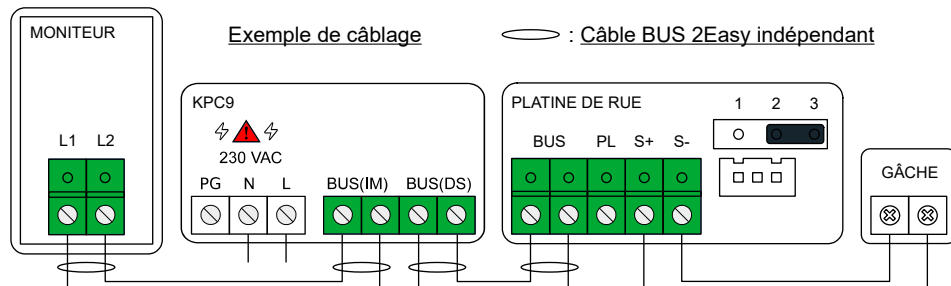 MONITEUR
Exemple de câblage
: Câble BUS 2Easy indépendant
L1 L2
KPC9
230 VAC
PG N L BUS(IM) BUS(DS)
PLATINE DE RUE
1 2 3
BUS PL S+ S-
GÂCHE